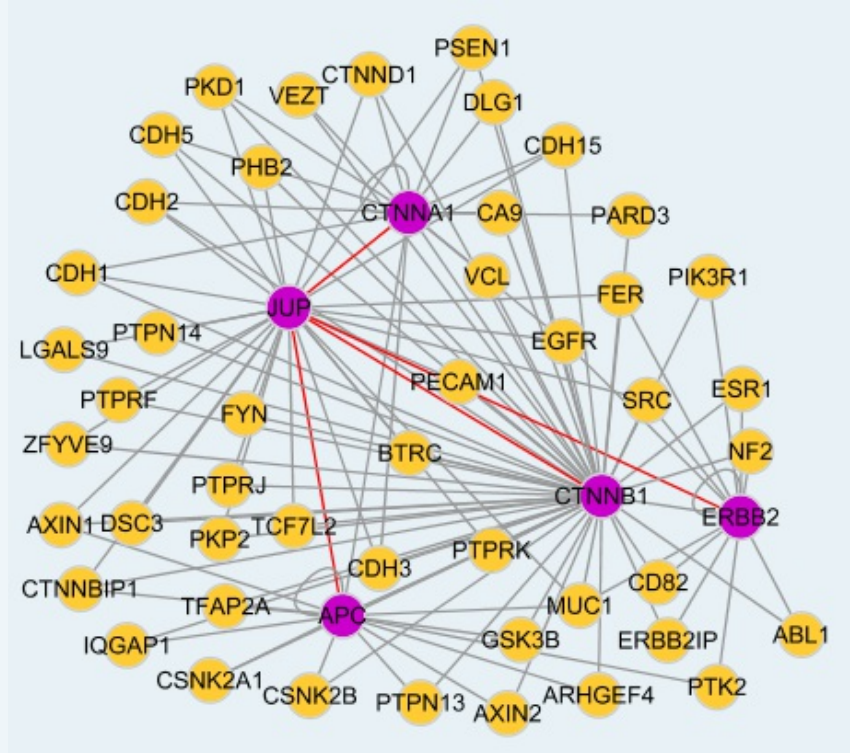 PSEN1
CTNND1
PKD1
VEZT
DLG1
CDH5
CDH15
PHB2
CDH2
CTNNA1
CA9
PARD3
CDH1
VCL
PIK3R1
FER
JUP
PTPN14
EGFR
LGALS9
PECAM1
ESR1
PTPRF
SRC
FYN
ZFYVE9
BTRC
NF2
PTPRJ
CTNNB1
ERBB2
AXIN1
DSC3
TCF7L2
PKP2
PTPRK
CDH3
CTNNBIP1
CD82
TFAP2A
MUC1
APC
IQGAP1
GSK3B
ERBB2IP
ABL1
CSNK2A1
CSNK2B
PTPN13
ARHGEF4
PTK2
AXIN2